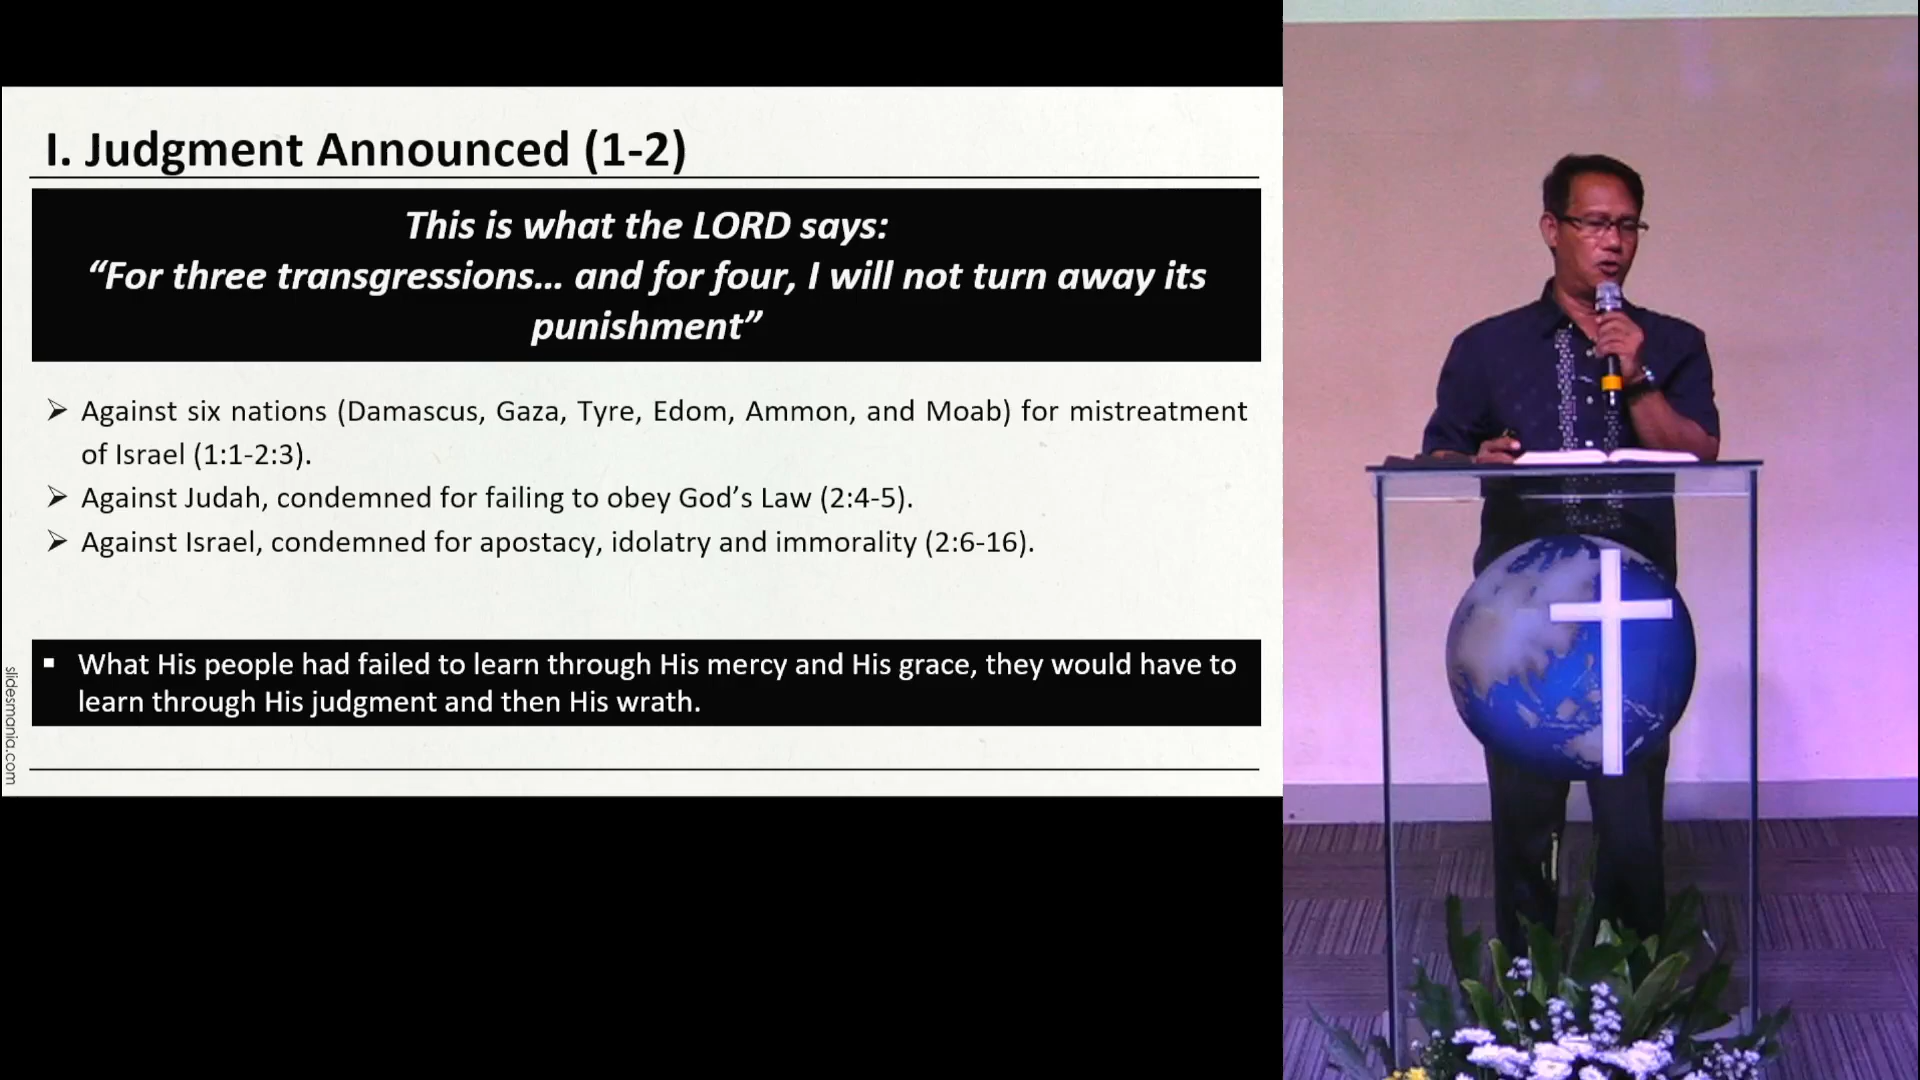 I. Judgment Announced (1-2)
This is what the LORD says:
“For three transgressions... and for four, I will not turn away its
punishment”
➢ Against six nations (Damascus, Gaza, Tyre, Edom, Ammon, and Moab) for mistreatment
of Israel (1:1-2:3).
➢ Against Judah, condemned for failing to obey God’s Law (2:4-5).
➢ Against Israel, condemned for apostacy, idolatry and immorality (2:6-16).
▪ What His people had failed to learn through His mercy and His grace, they would have to
learn through His judgment and then His wrath.
slidesmania.com